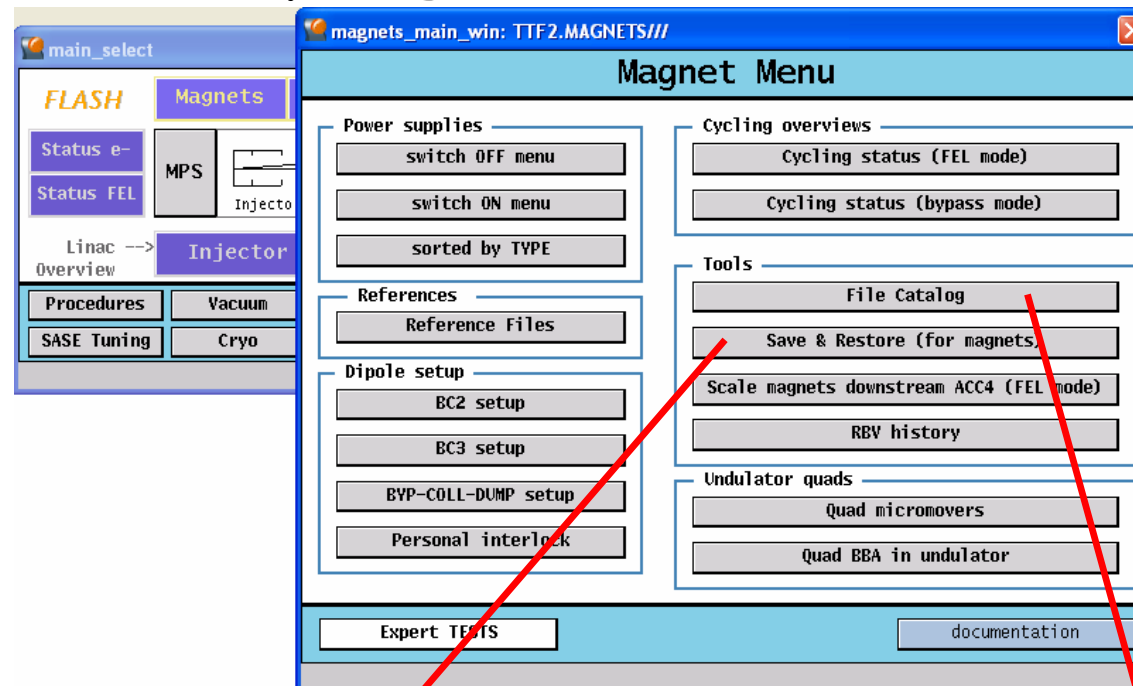 main_select
FLASH
Magnets
Status e-
Status FEL
MPS
Injecto
Linac -->
Overview
Injector
Procedures
Vacuum
SASE Tuning
Cryo
magnets_main_win: TTF2.MAGNETS///
Magnet Menu
Power supplies
switch OFF menu
switch ON menu
sorted by TYPE
References
Reference Files
Dipole setup
BC2 setup
BC3 setup
BYP-COLL-DUMP setup
Personal interlock
Cycling overviews
Cycling status (FEL mode)
Cycling status (bypass mode)
Tools
File Catalog
Save & Restore (for magnets)
Scale magnets downstream ACC4 (FEL mode)
RBV history
Undulator quads
Quad micromovers
Quad BBA in undulator
Expert TESTS
documentation